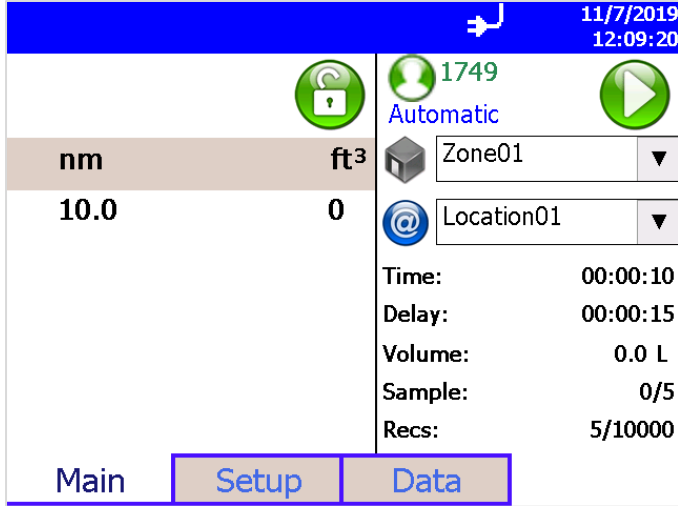 11/7/2019
12:09:20
1749
Automatic
nm ft³
10.0 0
Zone01
@ Location01
Time: 00:00:10
Delay: 00:00:15
Volume: 0.0 L
Sample: 0/5
Recs: 5/10000
Main Setup Data